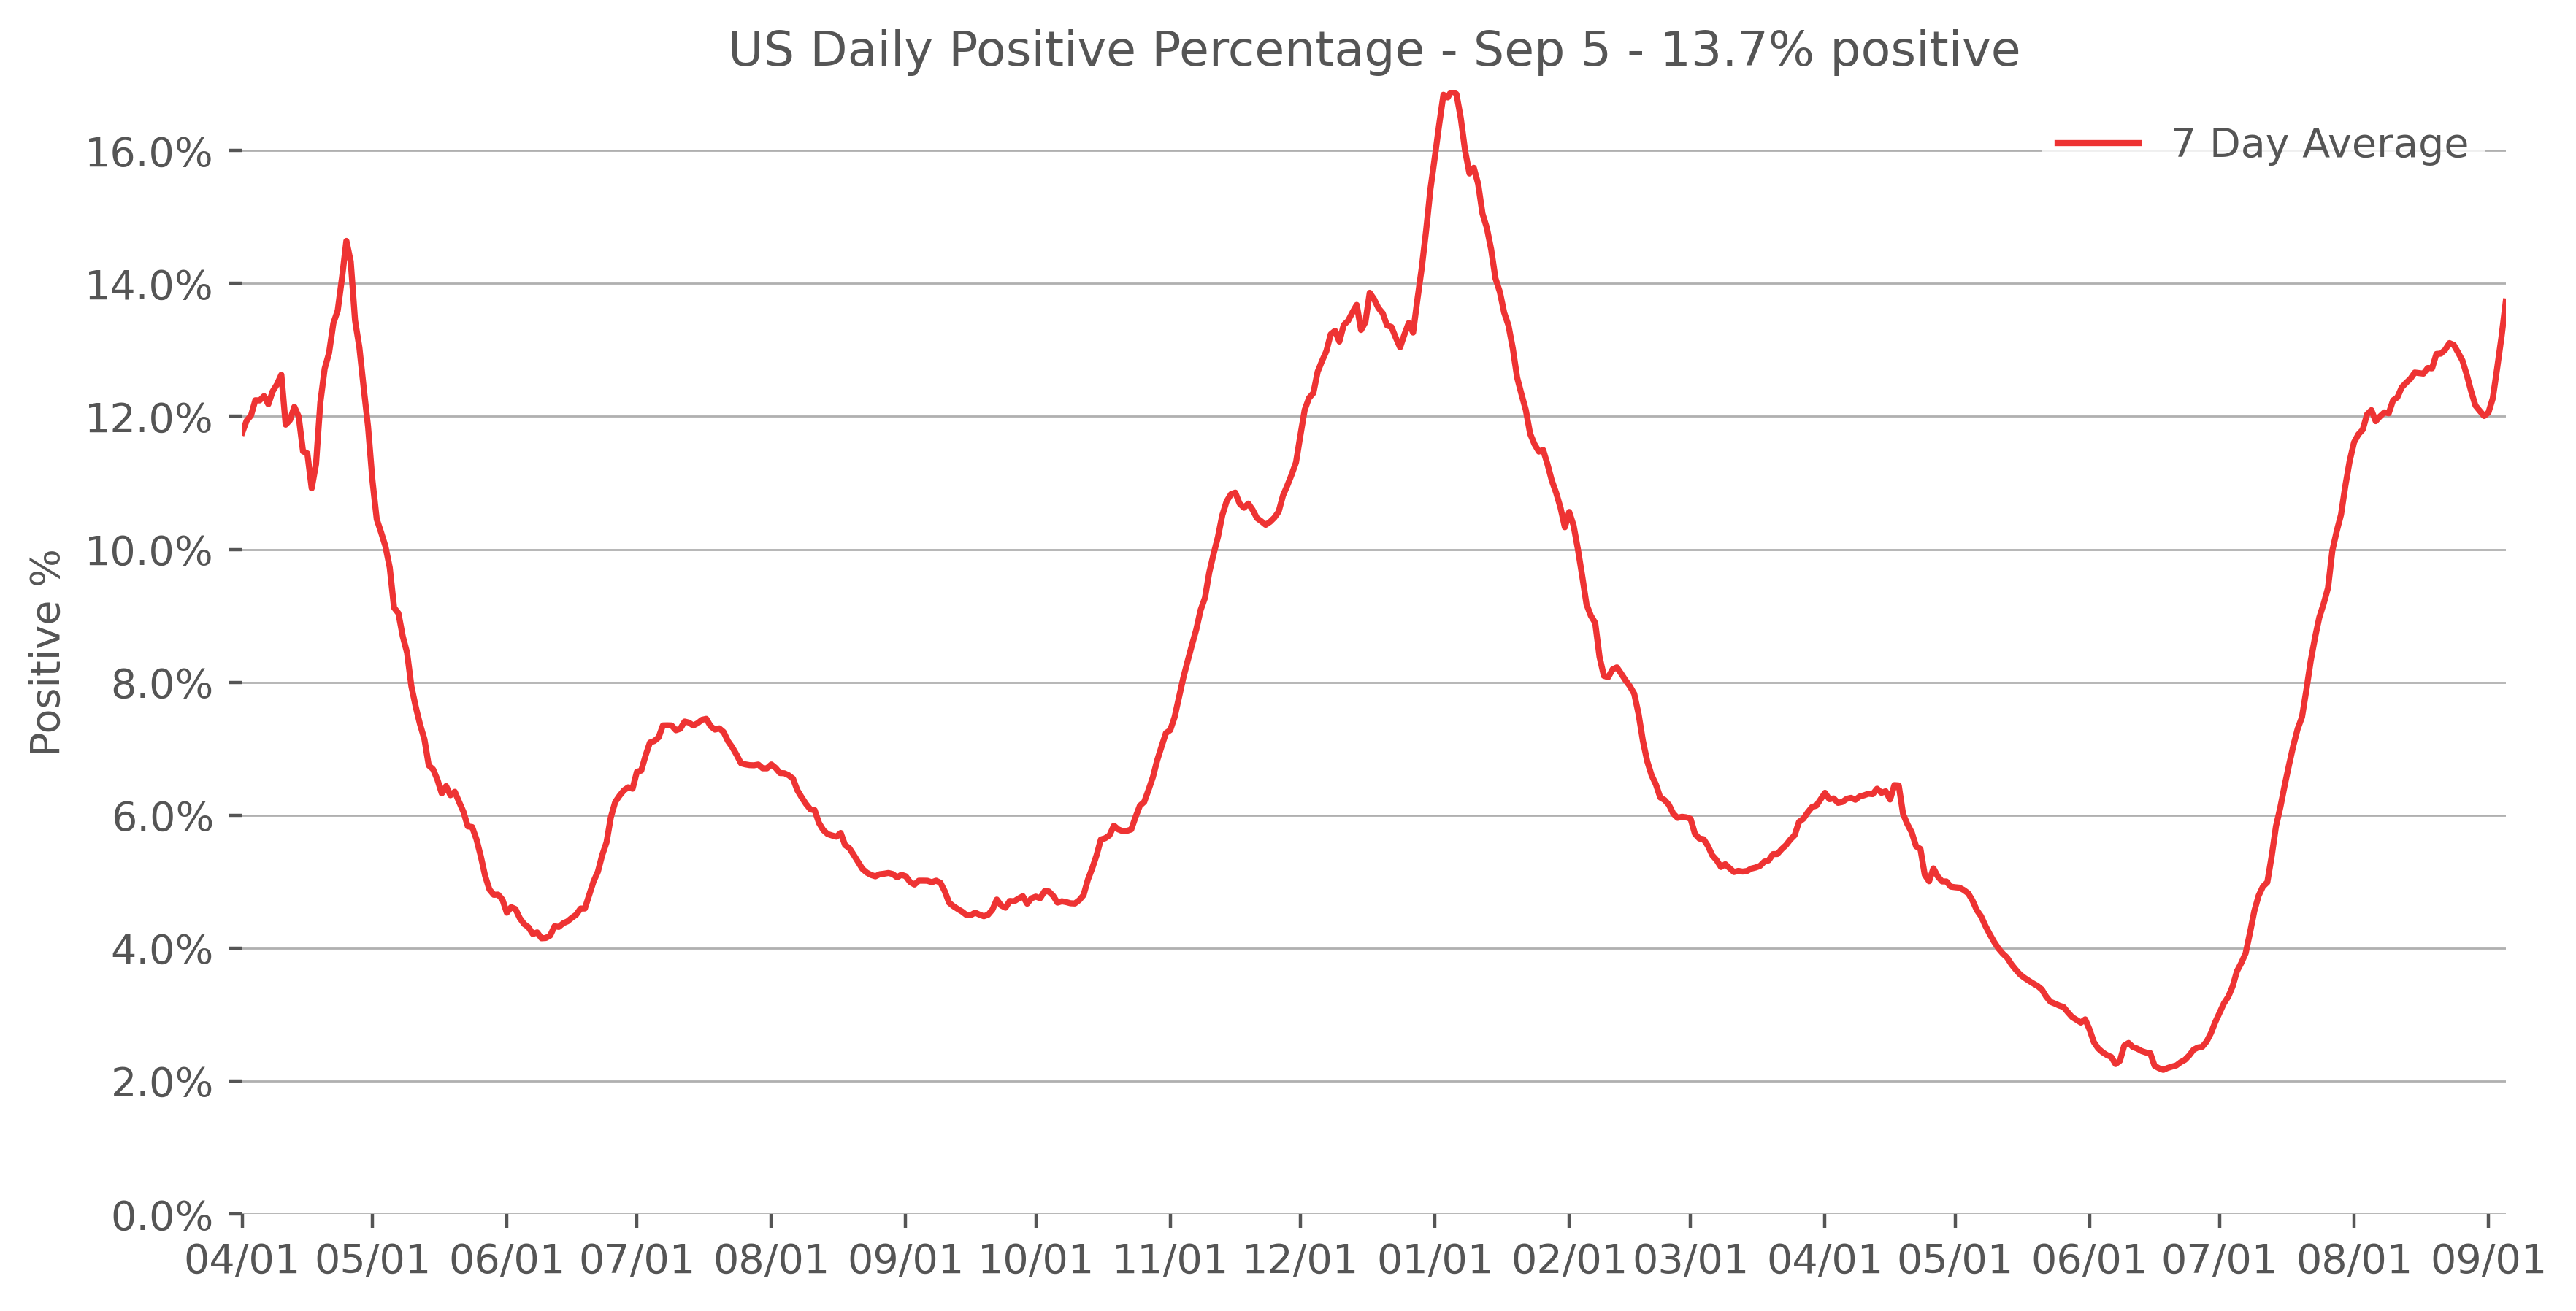 US Daily Positive Percentage - Sep 5 - 13.7% positive
7 Day Average
Positive %
16.0%
14.0%
12.0%
10.0%
8.0%
6.0%
4.0%
2.0%
0.0%
04/01 05/01 06/01 07/01 08/01 09/01 10/01 11/01 12/01 01/01 02/01 03/01 04/01 05/01 06/01 07/01 08/01 09/01